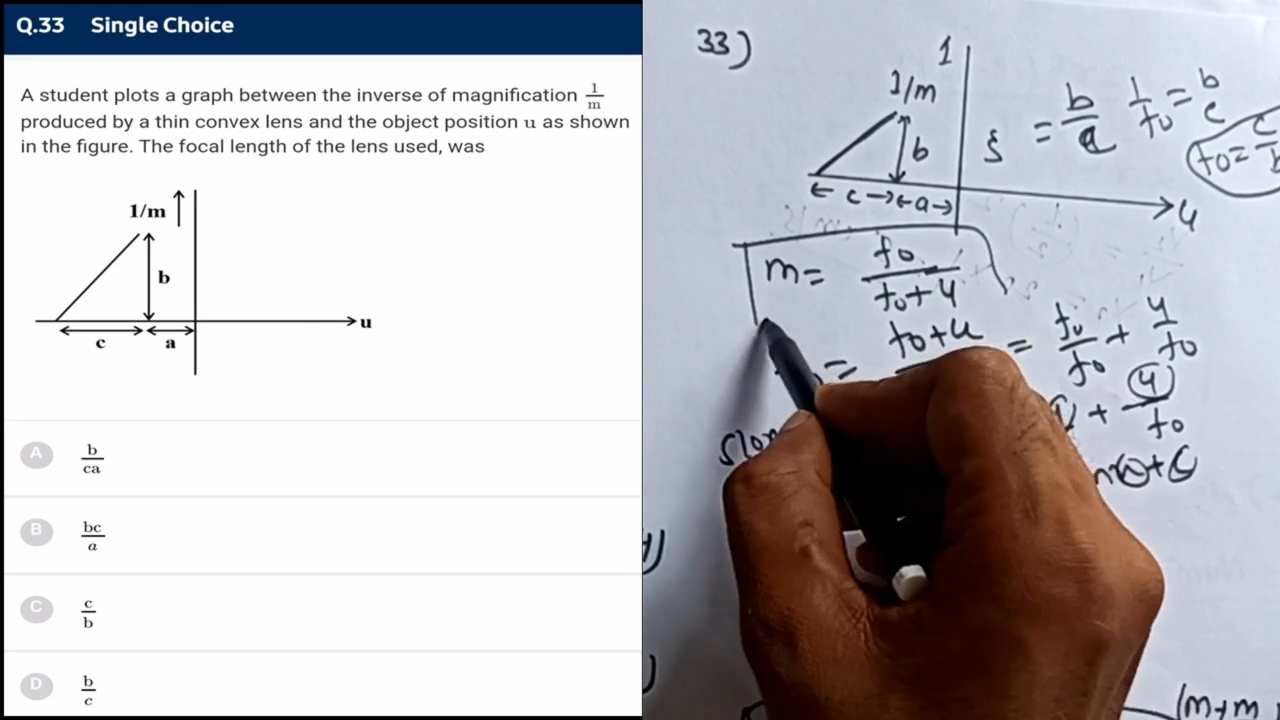 Q.33 Single Choice
A student plots a graph between the inverse of magnification 1/m
produced by a thin convex lens and the object position u as shown
in the figure. The focal length of the lens used, was
1/m
b
u
c a
A b/ca
B bc/a
C c/b
D b/c
33)
1
1/m
b
c a
u
S = b/a 1/f0 = b/c
f0 = c/b
m = f0/(f0+u)
= f0+u = f0/f0 + u/f0
+ u/f0
(m+m